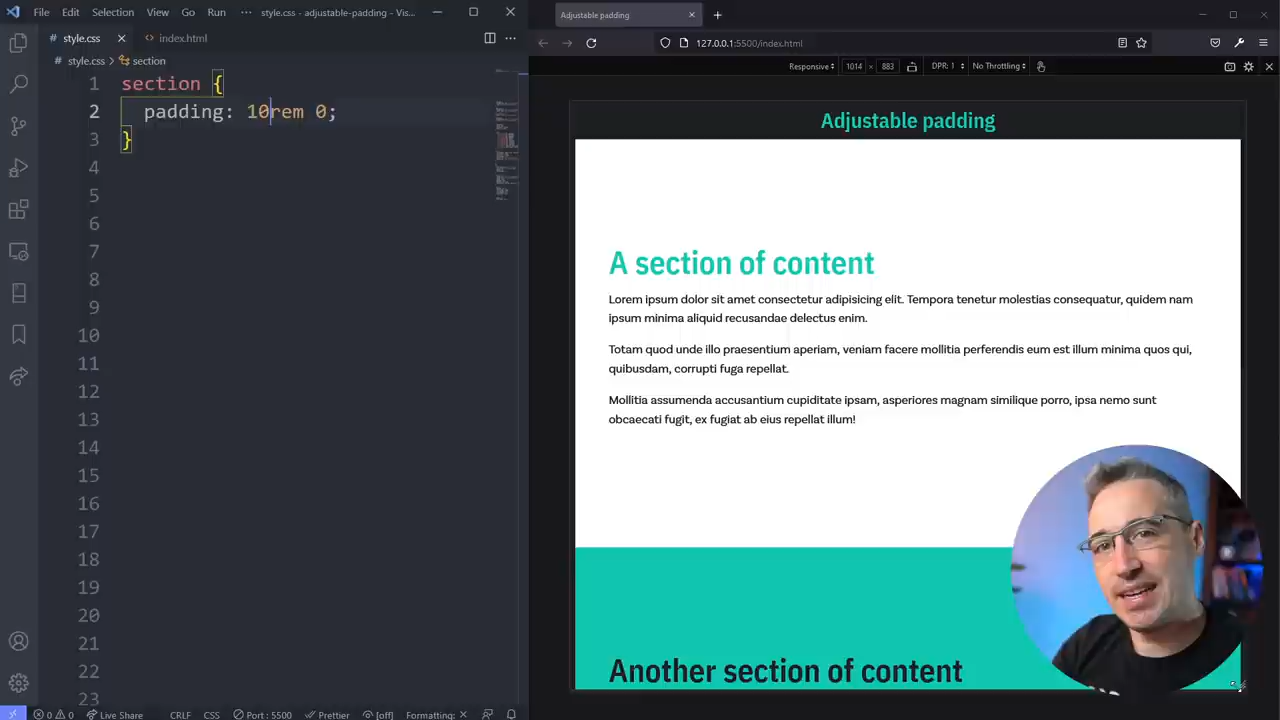 File Edit Selection View Go Run ··· style.css - adjustable-padding - Vis...
# style.css
<> index.html
# style.css > section
1 section {
2 padding: 10rem 0;
3 }
4
5
6
7
8
9
10
11
12
13
14
15
16
17
18
19
20
21
22
23
0 0 Live Share CRLF CSS Port : 5500 Prettier [off] Formatting: ×
Adjustable padding
127.0.0.1:5500/index.html
Responsive 1014 × 883 DPR: 1 No Throttling
Adjustable padding
A section of content
Lorem ipsum dolor sit amet consectetur adipisicing elit. Tempora tenetur molestias consequatur, quidem nam
ipsum minima aliquid recusandae delectus enim.
Totam quod unde illo praesentium aperiam, veniam facere mollitia perferendis eum est illum minima quos qui,
quibusdam, corrupti fuga repellat.
Mollitia assumenda accusantium cupiditate ipsam, asperiores magnam similique porro, ipsa nemo sunt
obcaecati fugit, ex fugiat ab eius repellat illum!
Another section of content